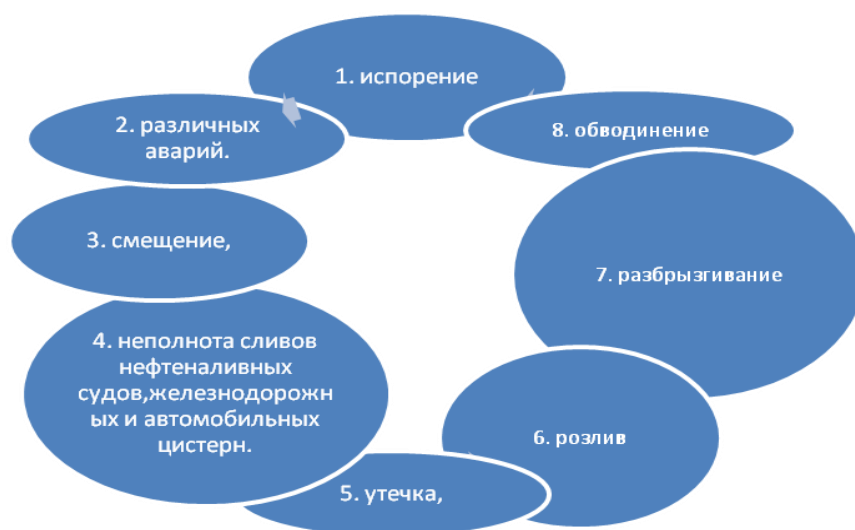 1. испорение
2. различных
аварий.
3. смещение,
4. неполнота сливов
нефтеналивных
судов,железнодорожн
ых и автомобильных
цистерн.
5. утечка,
6. розлив
7. разбрызгивание
8. обводинение